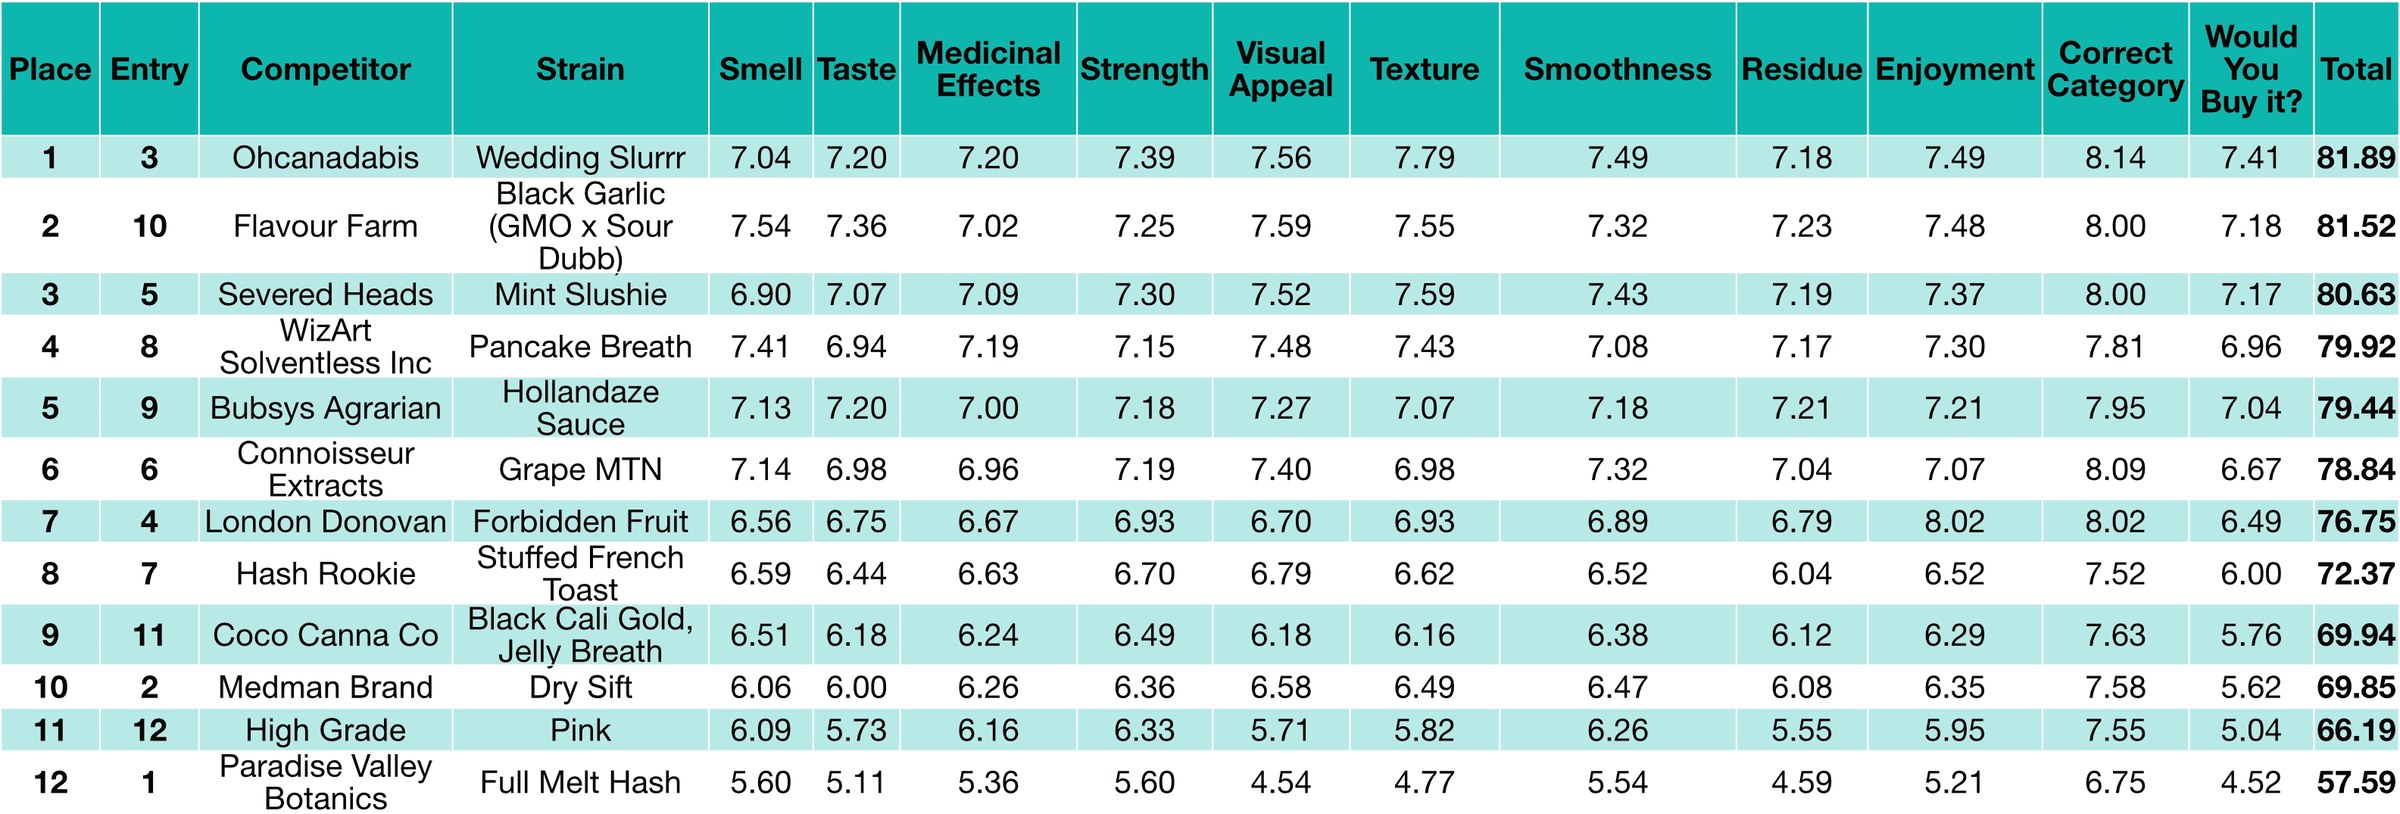 Place Entry Competitor Strain Smell Taste Medicinal Effects Strength Visual Appeal Texture Smoothness Residue Enjoyment Correct Category Would You Buy it? Total
1 3 Ohcanadabis Wedding Slurrr 7.04 7.20 7.20 7.39 7.56 7.79 7.49 7.18 7.49 8.14 7.41 81.89
2 10 Flavour Farm Black Garlic (GMO x Sour Dubb) 7.54 7.36 7.02 7.25 7.59 7.55 7.32 7.23 7.48 8.00 7.18 81.52
3 5 Severed Heads Mint Slushie 6.90 7.07 7.09 7.30 7.52 7.59 7.43 7.19 7.37 8.00 7.17 80.63
4 8 WizArt Solventless Inc Pancake Breath 7.41 6.94 7.19 7.15 7.48 7.43 7.08 7.17 7.30 7.81 6.96 79.92
5 9 Bubsys Agrarian Hollandaze Sauce 7.13 7.20 7.00 7.18 7.27 7.07 7.18 7.21 7.21 7.95 7.04 79.44
6 6 Connoisseur Extracts Grape MTN 7.14 6.98 6.96 7.19 7.40 6.98 7.32 7.04 7.07 8.09 6.67 78.84
7 4 London Donovan Forbidden Fruit 6.56 6.75 6.67 6.93 6.70 6.93 6.89 6.79 8.02 8.02 6.49 76.75
8 7 Hash Rookie Stuffed French Toast 6.59 6.44 6.63 6.70 6.79 6.62 6.52 6.04 6.52 7.52 6.00 72.37
9 11 Coco Canna Co Black Cali Gold, Jelly Breath 6.51 6.18 6.24 6.49 6.18 6.16 6.38 6.12 6.29 7.63 5.76 69.94
10 2 Medman Brand Dry Sift 6.06 6.00 6.26 6.36 6.58 6.49 6.47 6.08 6.35 7.58 5.62 69.85
11 12 High Grade Pink 6.09 5.73 6.16 6.33 5.71 5.82 6.26 5.55 5.95 7.55 5.04 66.19
12 1 Paradise Valley Botanics Full Melt Hash 5.60 5.11 5.36 5.60 4.54 4.77 5.54 4.59 5.21 6.75 4.52 57.59